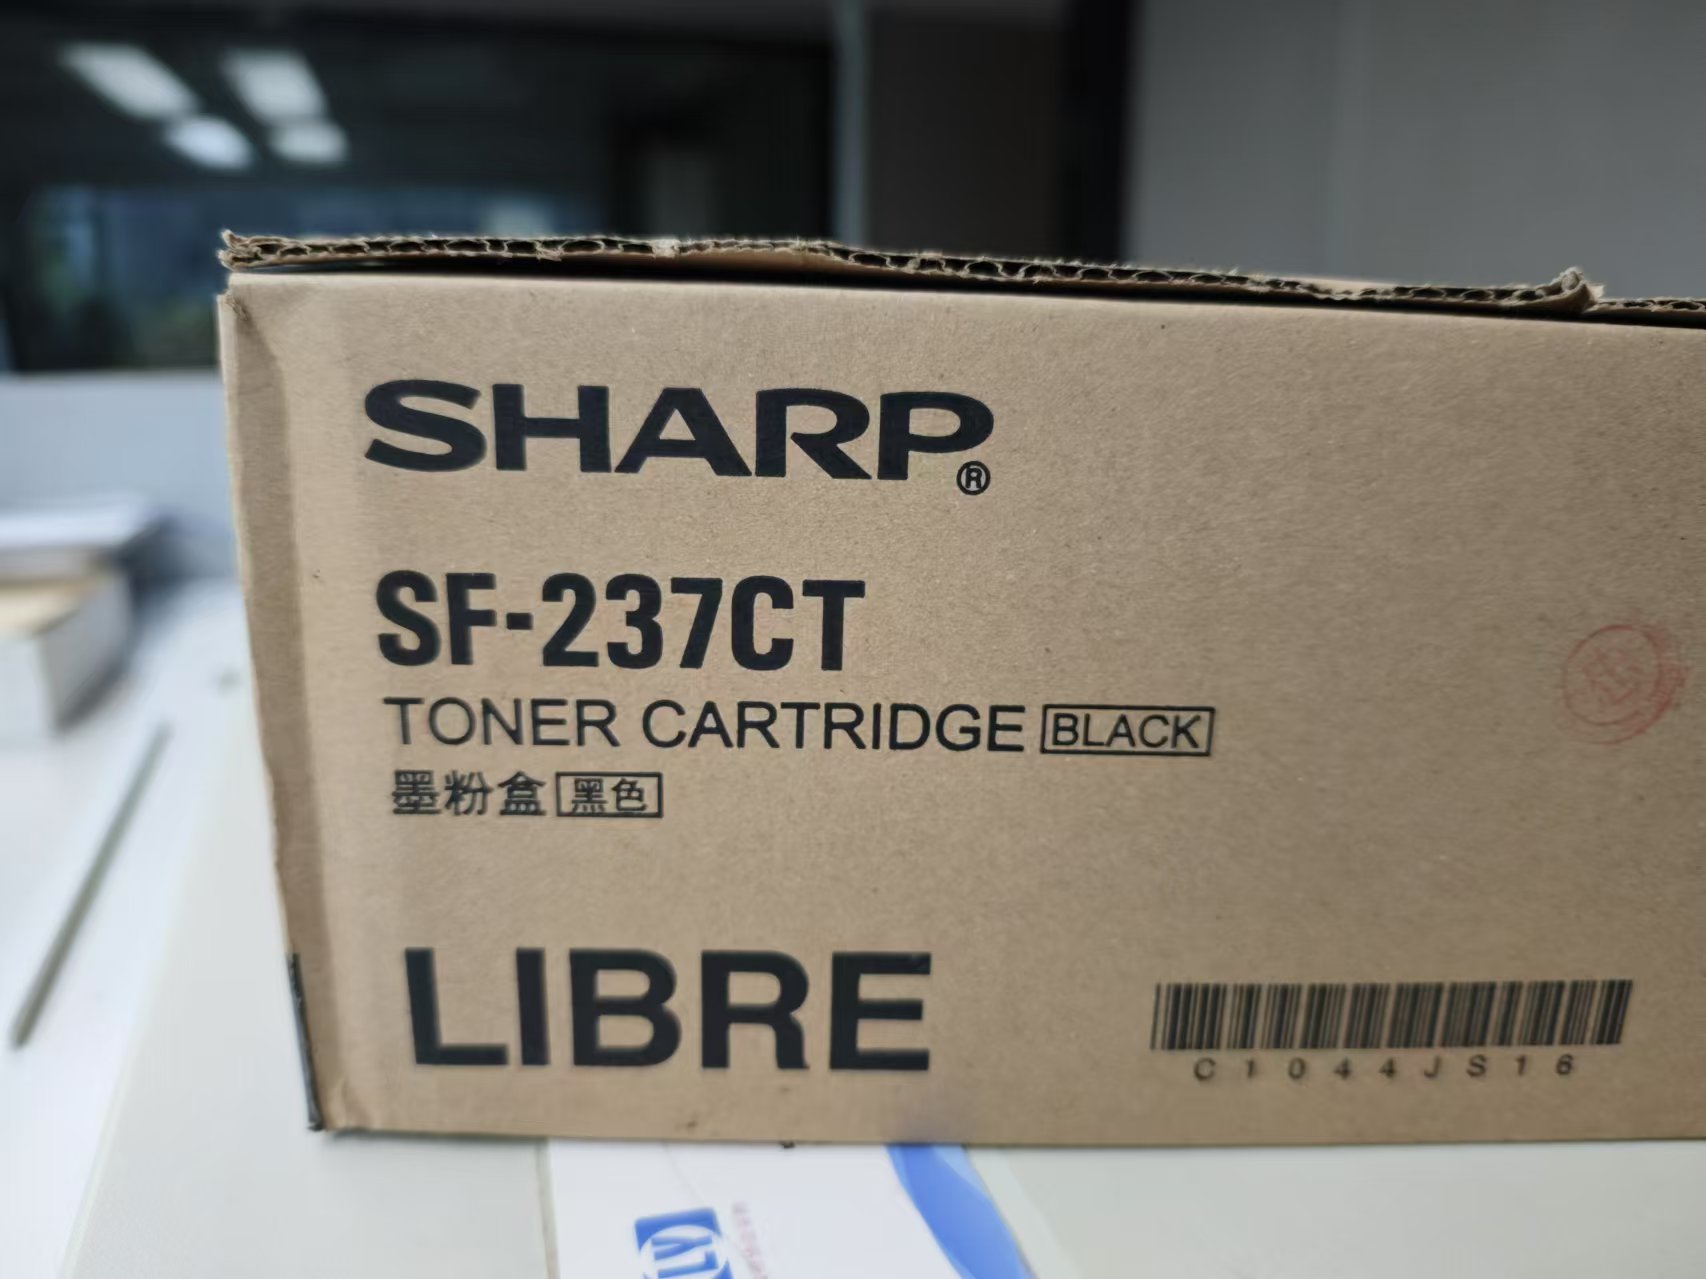 SHARP®
SF-237CT
TONER CARTRIDGE BLACK
墨粉盒 黑色
LIBRE
C1044JS16